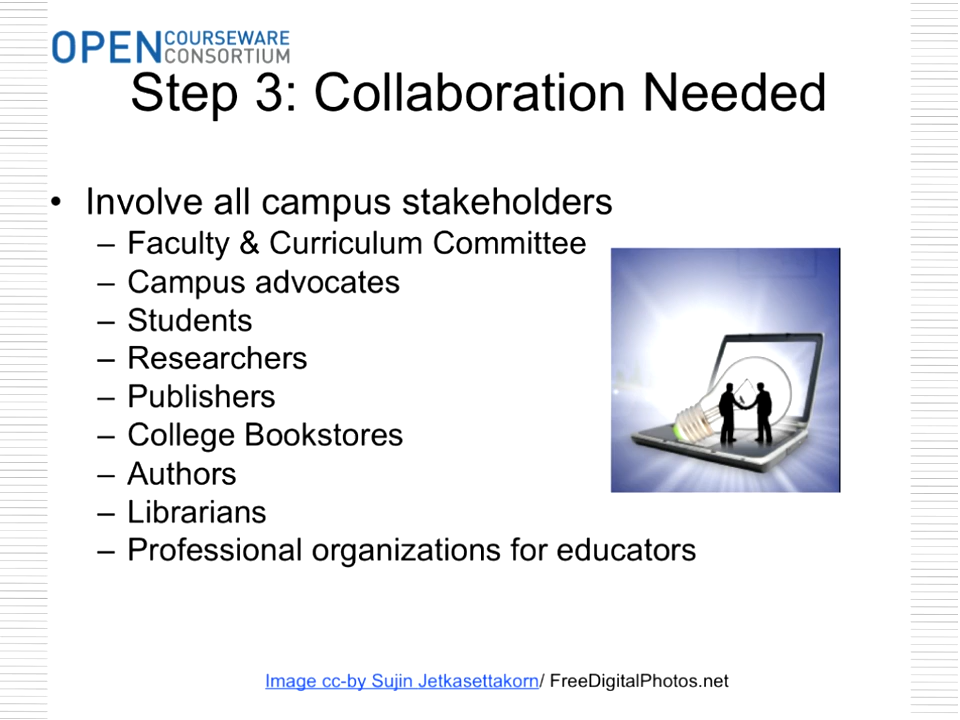 OPEN COURSEWARE
CONSORTIUM
Step 3: Collaboration Needed
• Involve all campus stakeholders
– Faculty & Curriculum Committee
– Campus advocates
– Students
– Researchers
– Publishers
– College Bookstores
– Authors
– Librarians
– Professional organizations for educators
Image cc-by Sujin Jetkasettakorn/ FreeDigitalPhotos.net